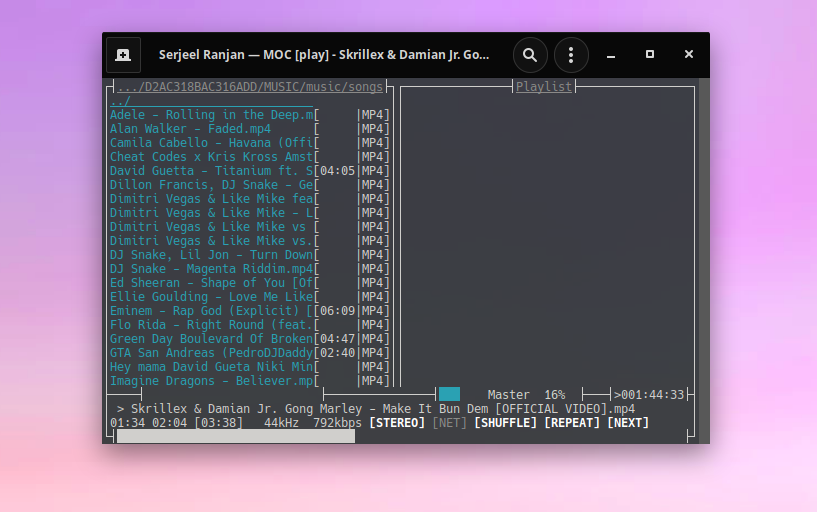 Serjeel Ranjan — MOC [play] - Skrillex & Damian Jr. Go...
.../D2AC318BAC316ADD/MUSIC/music/songs
Playlist
../
Adele - Rolling in the Deep.m[     |MP4]
Alan Walker - Faded.mp4      [     |MP4]
Camila Cabello - Havana (Offi[     |MP4]
Cheat Codes x Kris Kross Amst[     |MP4]
David Guetta - Titanium ft. S[04:05|MP4]
Dillon Francis, DJ Snake - Ge[     |MP4]
Dimitri Vegas & Like Mike fea[     |MP4]
Dimitri Vegas & Like Mike - L[     |MP4]
Dimitri Vegas & Like Mike vs [     |MP4]
Dimitri Vegas & Like Mike vs.[     |MP4]
DJ Snake, Lil Jon - Turn Down[     |MP4]
DJ Snake - Magenta Riddim.mp4[     |MP4]
Ed Sheeran - Shape of You [Of[     |MP4]
Ellie Goulding - Love Me Like[     |MP4]
Eminem - Rap God (Explicit) [[06:09|MP4]
Flo Rida - Right Round (feat.[     |MP4]
Green Day Boulevard Of Broken[04:47|MP4]
GTA San Andreas (PedroDJDaddy[02:40|MP4]
Hey mama David Gueta Niki Min[     |MP4]
Imagine Dragons - Believer.mp[     |MP4]
Master  16%  >001:44:33
> Skrillex & Damian Jr. Gong Marley - Make It Bun Dem [OFFICIAL VIDEO].mp4
01:34 02:04 [03:38]   44kHz  792kbps [STEREO] [NET] [SHUFFLE] [REPEAT] [NEXT]